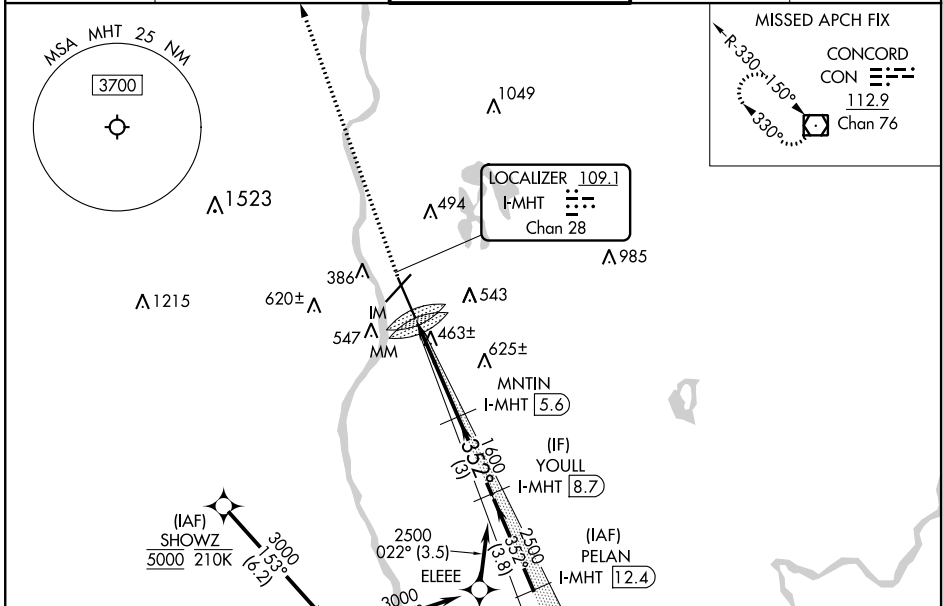 MSA MHT 25 NM
3700
MISSED APCH FIX
R-330
150°
330°
CONCORD
CON
112.9
Chan 76
1049
1523
494
LOCALIZER 109.1
I-MHT
Chan 28
985
386
1215
620±
543
IM
547
463±
MM
625±
MNTIN
I-MHT 5.6
1600
352°
(3)
(IF)
YOULL
I-MHT 8.7
(IAF)
SHOWZ
5000 210K
3000
153°
(6.2)
2500
022° (3.5)
ELEEE
3000
2500
352°
(3.8)
(IAF)
PELAN
I-MHT 12.4